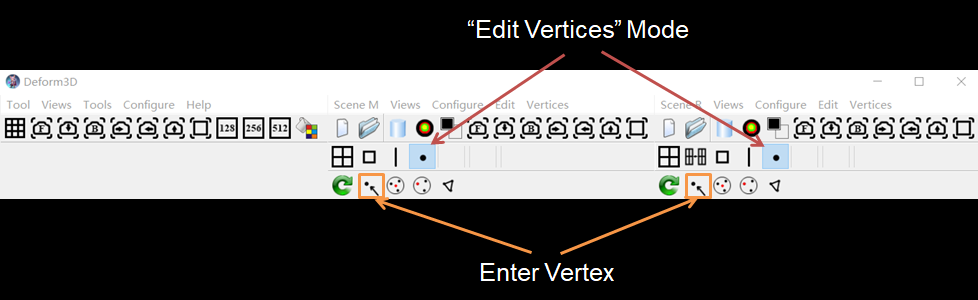 “Edit Vertices” Mode
Deform3D
Tool Views Tools Configure Help
Scene M Views Configure Edit Vertices
Scene R Views Configure Edit Vertices
F B 128 256 512 F B F B
Enter Vertex